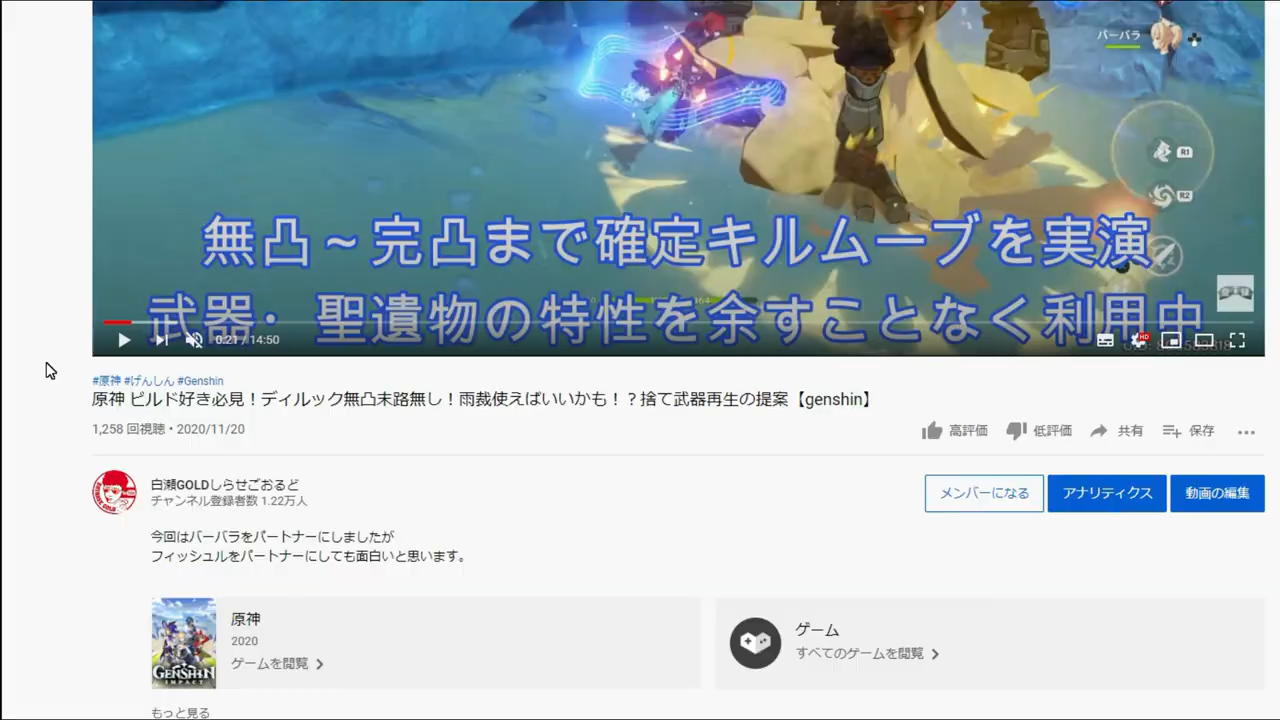 バーバラ
R1
R2
無凸～完凸まで確定キルムーブを実演
武器・聖遺物の特性を余すことなく利用中
0:21 / 14:50
HD
#原神 #げんしん #Genshin
原神 ビルド好き必見！ディルック無凸末路無し！雨裁使えばいいかも！？捨て武器再生の提案【genshin】
1,258 回視聴・2020/11/20
高評価
低評価
共有
保存
白瀬GOLDしらせごおるど
チャンネル登録者数 1.22万人
メンバーになる
アナリティクス
動画の編集
今回はバーバラをパートナーにしましたが
フィッシュルをパートナーにしても面白いと思います。
原神
2020
ゲームを閲覧
GENSHIN
IMPACT
ゲーム
すべてのゲームを閲覧
もっと見る